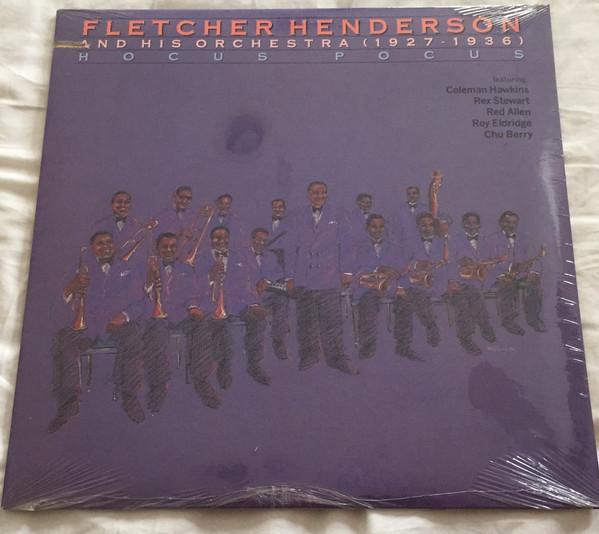 FLETCHER HENDERSON
AND HIS ORCHESTRA (1927-1936)
HOCUS POCUS
featuring
Coleman Hawkins
Rex Stewart
Red Allen
Roy Eldridge
Chu Berry